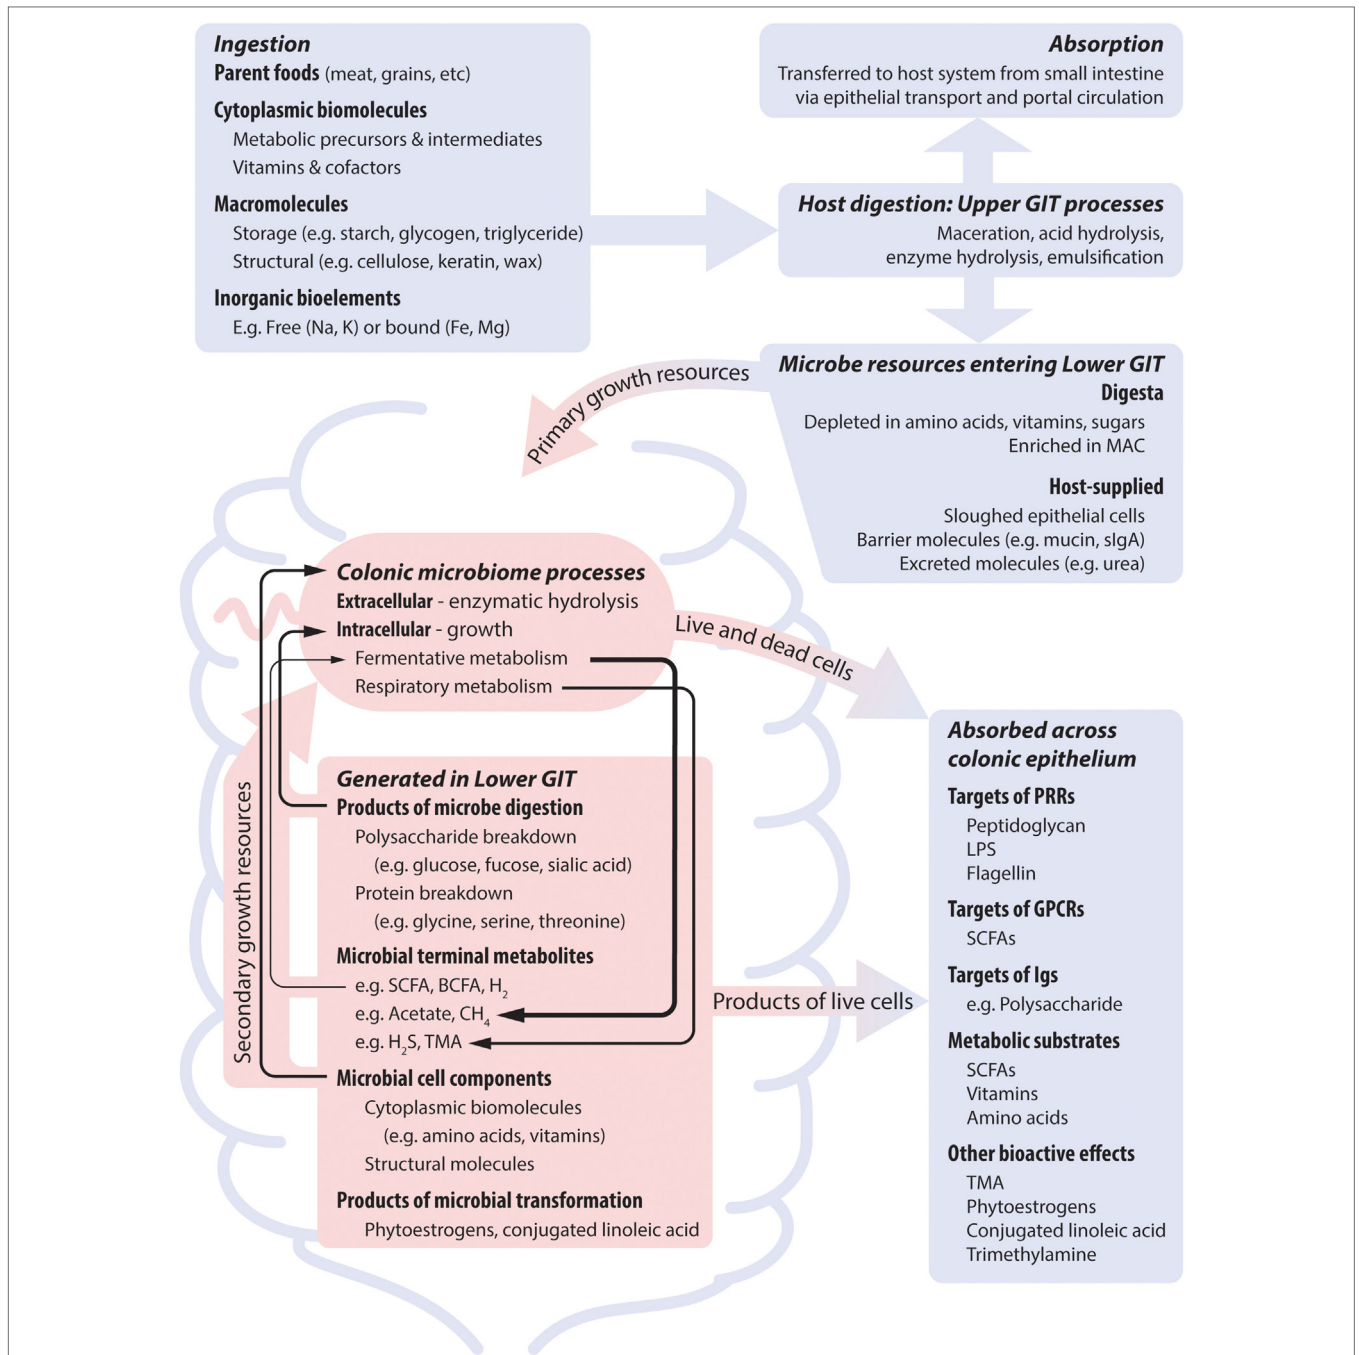 Ingestion
Parent foods (meat, grains, etc)
Cytoplasmic biomolecules
Metabolic precursors & intermediates
Vitamins & cofactors
Macromolecules
Storage (e.g. starch, glycogen, triglyceride)
Structural (e.g. cellulose, keratin, wax)
Inorganic bioelements
E.g. Free (Na, K) or bound (Fe, Mg)
Absorption
Transferred to host system from small intestine
via epithelial transport and portal circulation
Host digestion: Upper GIT processes
Maceration, acid hydrolysis,
enzyme hydrolysis, emulsification
Microbe resources entering Lower GIT
Digesta
Depleted in amino acids, vitamins, sugars
Enriched in MAC
Host-supplied
Sloughed epithelial cells
Barrier molecules (e.g. mucin, sIgA)
Excreted molecules (e.g. urea)
Primary growth resources
Colonic microbiome processes
Extracellular - enzymatic hydrolysis
Intracellular - growth
Fermentative metabolism
Respiratory metabolism
Live and dead cells
Secondary growth resources
Generated in Lower GIT
Products of microbe digestion
Polysaccharide breakdown
(e.g. glucose, fucose, sialic acid)
Protein breakdown
(e.g. glycine, serine, threonine)
Microbial terminal metabolites
e.g. SCFA, BCFA, H₂
e.g. Acetate, CH₄
e.g. H₂S, TMA
Microbial cell components
Cytoplasmic biomolecules
(e.g. amino acids, vitamins)
Structural molecules
Products of microbial transformation
Phytoestrogens, conjugated linoleic acid
Products of live cells
Absorbed across
colonic epithelium
Targets of PRRs
Peptidoglycan
LPS
Flagellin
Targets of GPCRs
SCFAs
Targets of Igs
e.g. Polysaccharide
Metabolic substrates
SCFAs
Vitamins
Amino acids
Other bioactive effects
TMA
Phytoestrogens
Conjugated linoleic acid
Trimethylamine